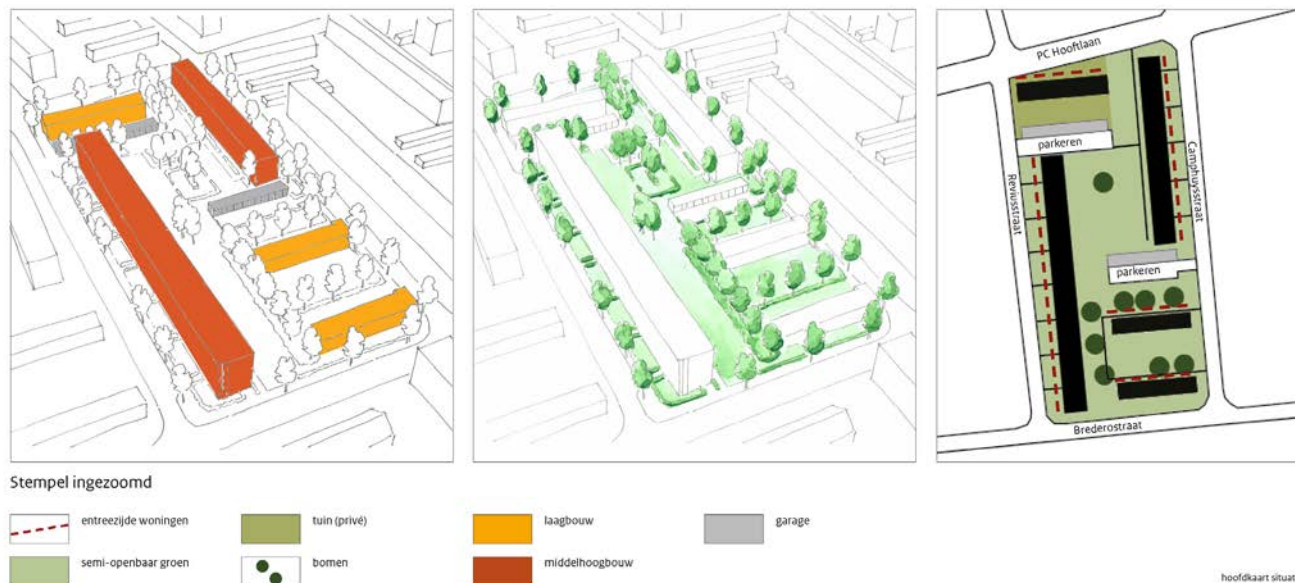 PC Hooftlaan
parkeren
Reviusstraat
Camphuysstraat
parkeren
Brederostraat
Stempel ingezoomd
entreezijde woningen
tuin (privé)
laagbouw
garage
semi-openbaar groen
bomen
middelhoogbouw